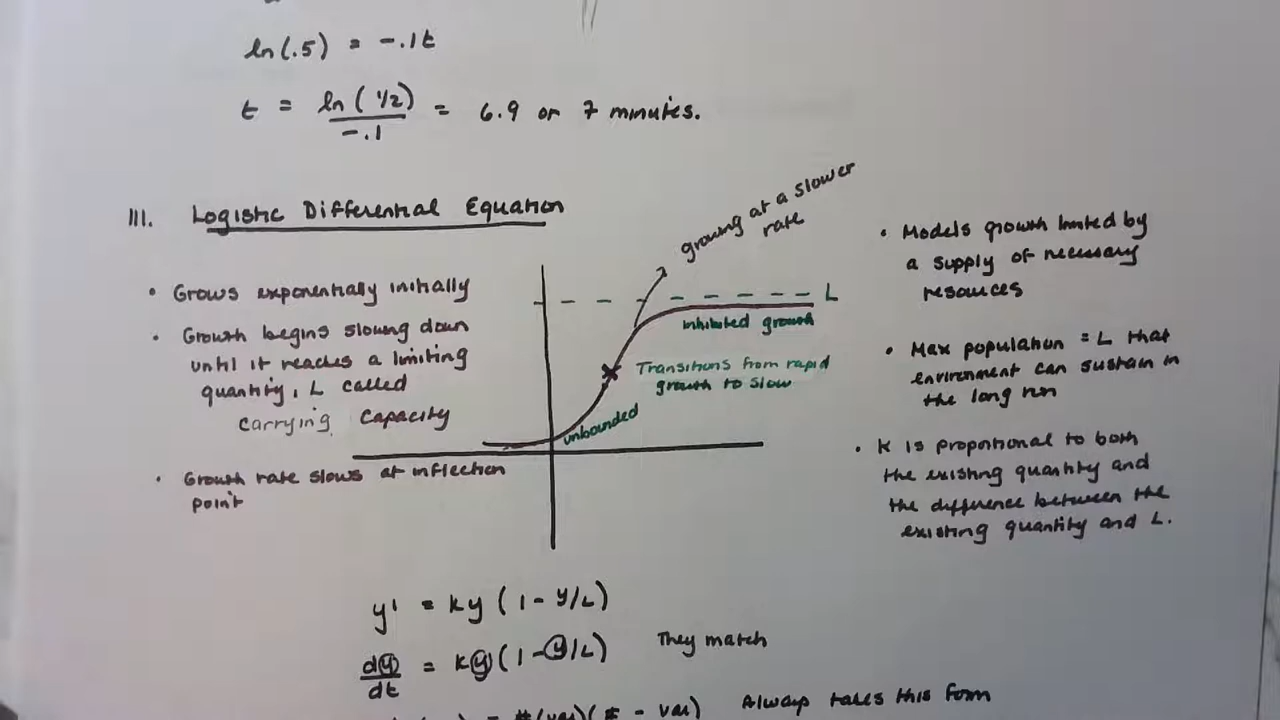 ln(.5) = -.1t
t = ln(1/2) / -.1 = 6.9 or 7 minutes.
III. Logistic Differential Equation
• Grows exponentially initially
• Growth begins slowing down
until it reaches a limiting
quantity, L called
carrying capacity
• Growth rate slows at inflection
point
growing at a slower
rate
L
Inhibited growth
Transitions from rapid
growth to slow
unbounded
• Models growth limited by
a supply of necessary
resources
• Max population = L that
environment can sustain in
the long run
• K is proportional to both
the existing quantity and
the difference between the
existing quantity and L.
y' = ky(1 - y/L)
dy/dt = ky(1 - y/L) They match
= #(var)(# - var) Always takes this form